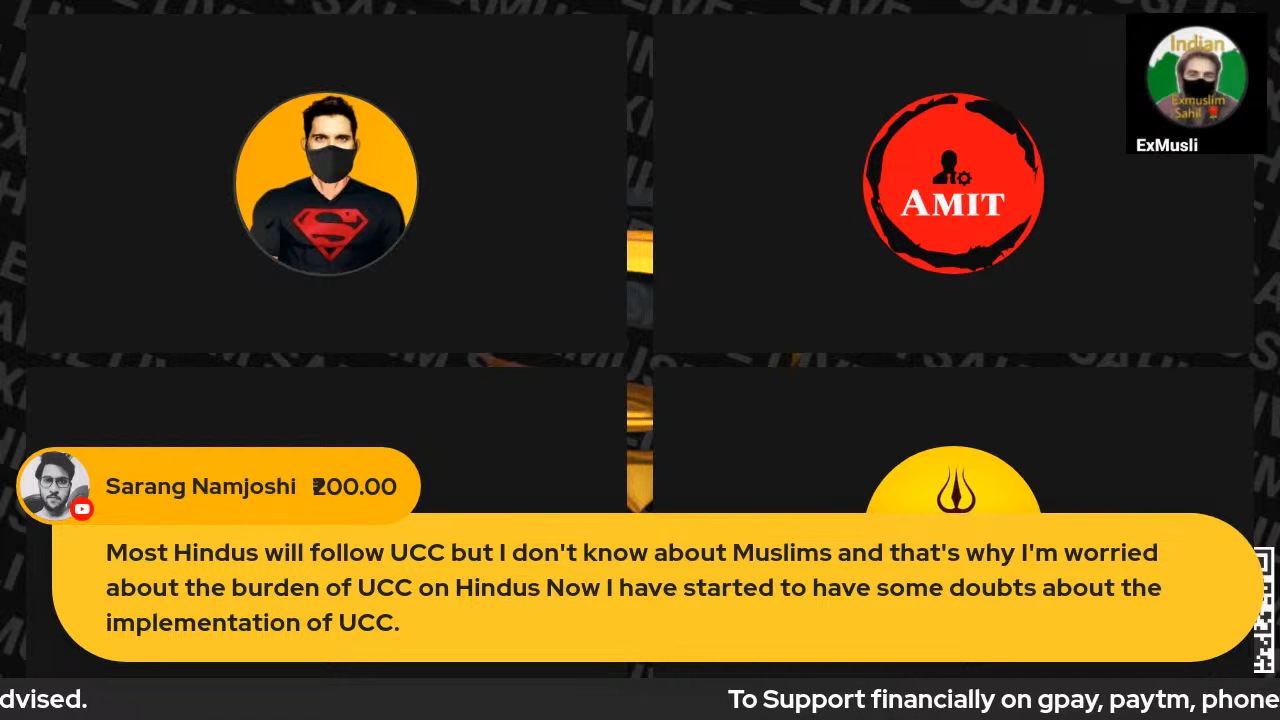 Indian
Exmuslim
Sahil
ExMusli
AMIT
Sarang Namjoshi ₹200.00
Most Hindus will follow UCC but I don't know about Muslims and that's why I'm worried
about the burden of UCC on Hindus Now I have started to have some doubts about the
implementation of UCC.
dvised.
To Support financially on gpay, paytm, phone